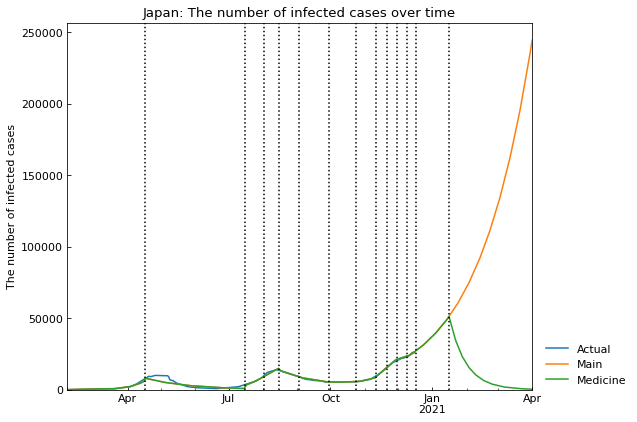 Japan: The number of infected cases over time
The number of infected cases
250000
200000
150000
100000
50000
0
Apr
Jul
Oct
Jan
2021
Apr
Actual
Main
Medicine